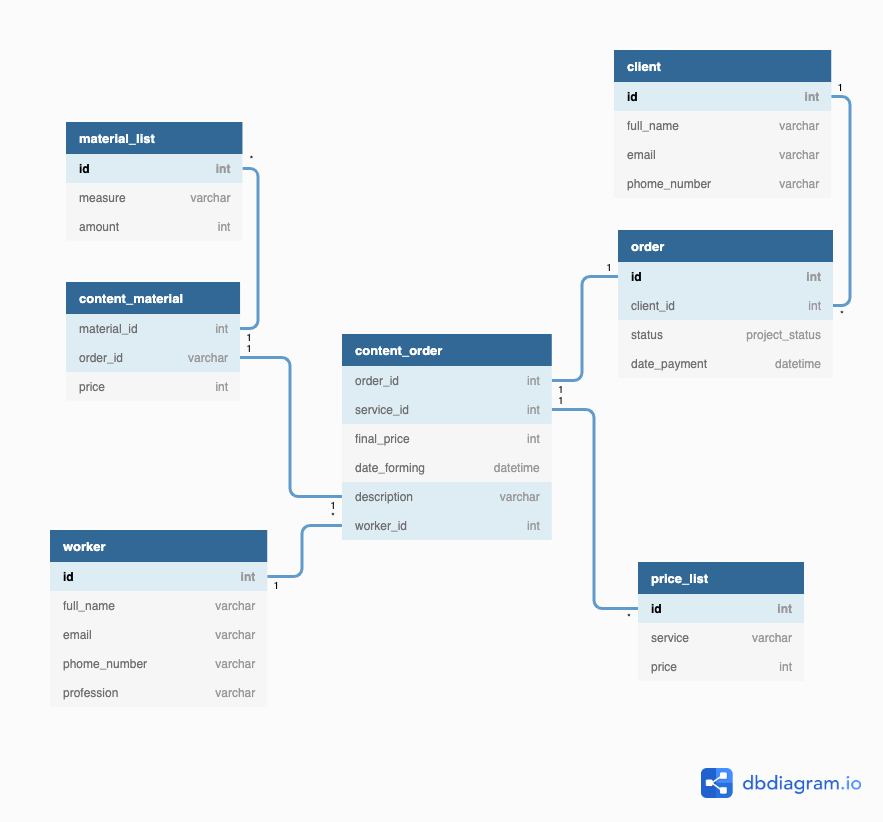 client
id int
full_name varchar
email varchar
phome_number varchar
1
*
material_list
id int
measure varchar
amount int
*
1
content_material
material_id int
order_id varchar
price int
1
1
order
id int
client_id int
status project_status
date_payment datetime
1
1
content_order
order_id int
service_id int
final_price int
date_forming datetime
description varchar
worker_id int
1
*
1
*
worker
id int
full_name varchar
email varchar
phome_number varchar
profession varchar
1
price_list
id int
service varchar
price int
dbdiagram.io